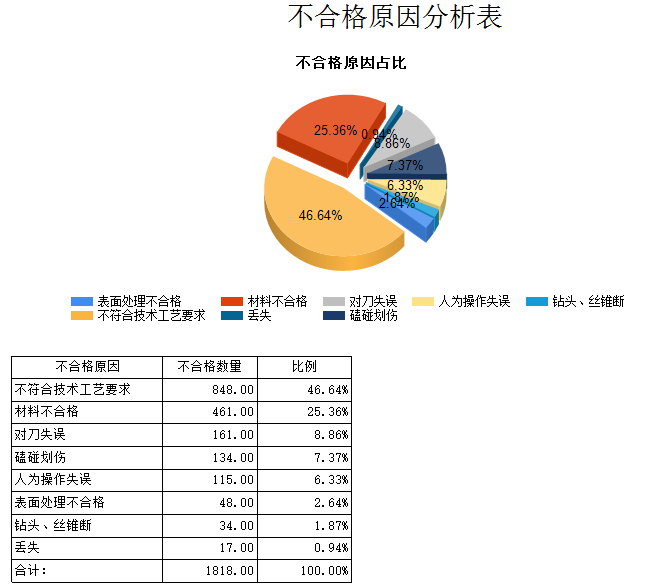 不合格原因分析表
不合格原因占比
25.36%
0.94%
8.86%
7.37%
6.33%
1.87%
2.64%
46.64%
表面处理不合格 材料不合格 对刀失误 人为操作失误 钻头、丝锥断
不符合技术工艺要求 丢失 磕碰划伤
不合格原因 不合格数量 比例
不符合技术工艺要求 848.00 46.64%
材料不合格 461.00 25.36%
对刀失误 161.00 8.86%
磕碰划伤 134.00 7.37%
人为操作失误 115.00 6.33%
表面处理不合格 48.00 2.64%
钻头、丝锥断 34.00 1.87%
丢失 17.00 0.94%
合计: 1818.00 100.00%